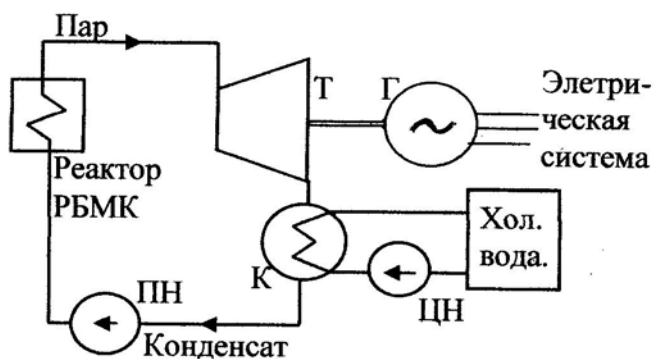 Пар
Т
Г
Элетри-
ческая
система
Реактор
РБМК
Хол.
вода.
К
ПН
ЦН
Конденсат